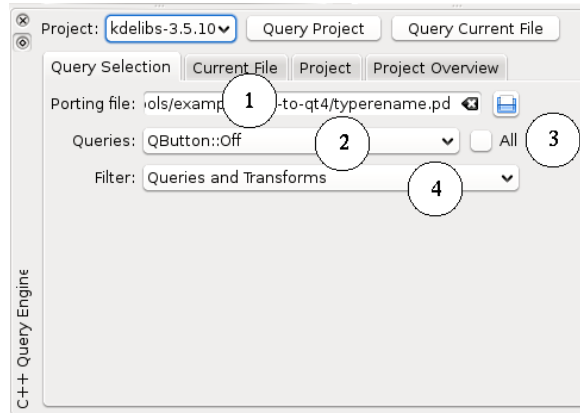 Project: kdelibs-3.5.10 Query Project Query Current File
Query Selection Current File Project Project Overview
Porting file: ols/examp 1 -to-qt4/typerename.pd
Queries: QButton::Off 2 All 3
Filter: Queries and Transforms 4
C++ Query Engine